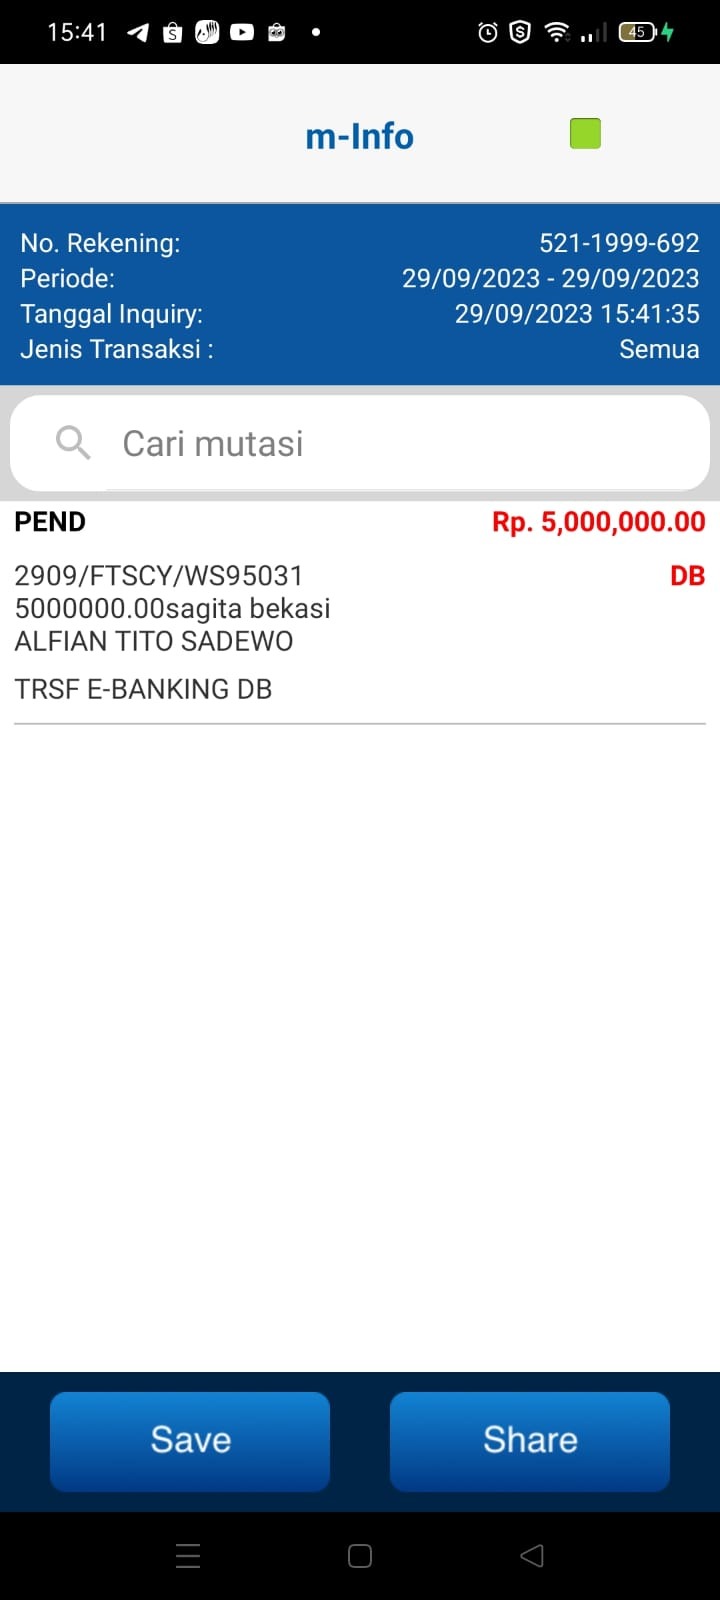 15:41
45
m-Info
No. Rekening: 521-1999-692
Periode: 29/09/2023 - 29/09/2023
Tanggal Inquiry: 29/09/2023 15:41:35
Jenis Transaksi : Semua
Cari mutasi
PEND Rp. 5,000,000.00
2909/FTSCY/WS95031 DB
5000000.00sagita bekasi
ALFIAN TITO SADEWO
TRSF E-BANKING DB
Save Share